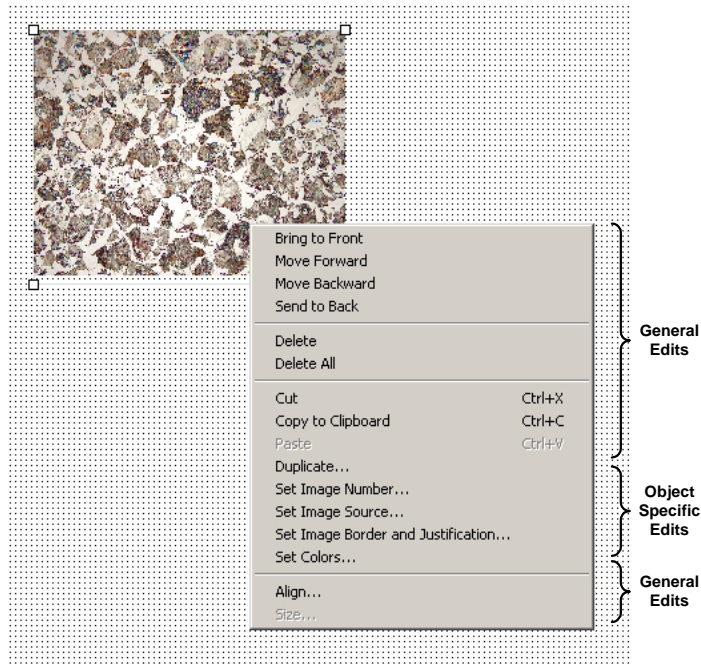 Bring to Front
Move Forward
Move Backward
Send to Back
Delete
Delete All
Cut Ctrl+X
Copy to Clipboard Ctrl+C
Paste Ctrl+V
Duplicate...
Set Image Number...
Set Image Source...
Set Image Border and Justification...
Set Colors...
Align...
Size...
General
Edits
Object
Specific
Edits
General
Edits